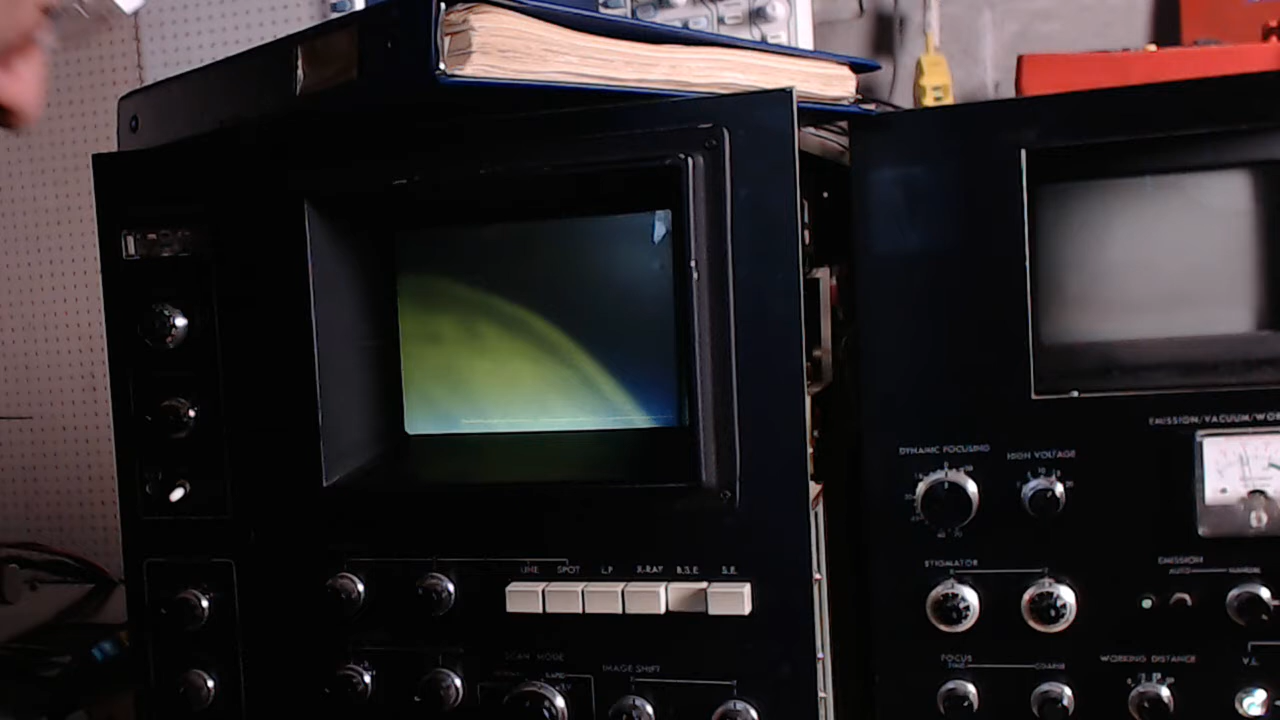 EMISSION/VACUUM/WO
DYNAMIC FOCUSING
HIGH VOLTAGE
STIGMATOR
EMISSION
AUTO
MANUAL
LINE SPOT L.P X-RAY B.S.E S.E.
SCAN MODE
IMAGE SHIFT
FOCUS
FINE
COARSE
WORKING DISTANCE